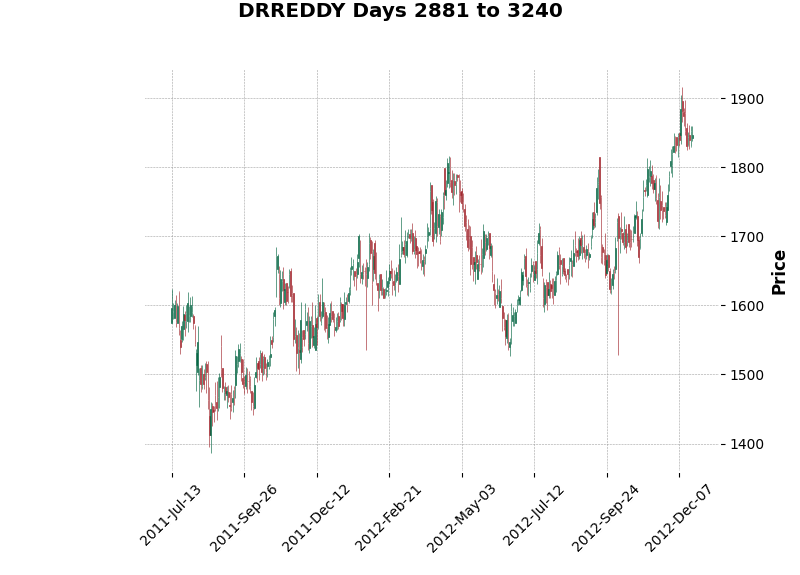 DRREDDY Days 2881 to 3240
1900
1800
1700
1600
1500
1400
Price
2011-Jul-13
2011-Sep-26
2011-Dec-12
2012-Feb-21
2012-May-03
2012-Jul-12
2012-Sep-24
2012-Dec-07